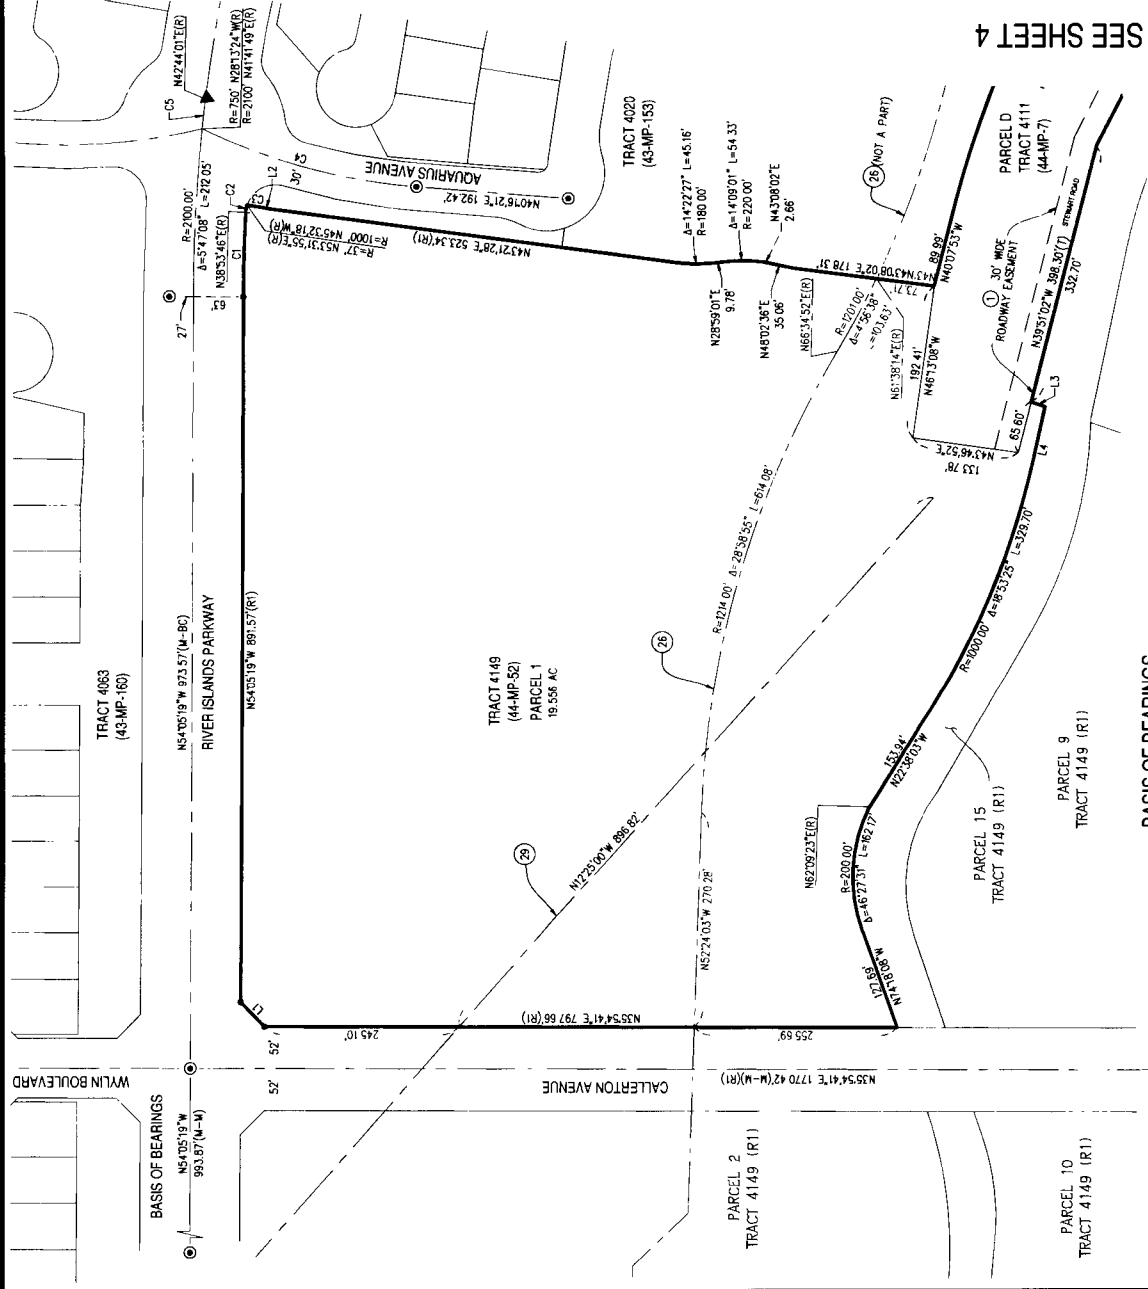 SEE SHEET 4
N42°44'01"E(R)
C5
R=750' N28°13'24"W(R)
R=2100' N41°41'49"E(R)
TRACT 4020
(43-MP-153)
AQUARIUS AVENUE
N40°16'21"E 192.42'
C4
30'
L2
C3
C2
C1
R=2100.00'
Δ=5°47'08" L=212.05'
N38°53'46"E(R)
R=37' N53°31'55"E(R)
R=1000' N45°32'18"W(R)
N43°21'28"E 523.34'(R1)
27'
63'
Δ=14°22'27" L=45.16'
R=180.00'
Δ=14°09'01" L=54.33'
R=220.00'
N43°08'02"E
2.66'
N28°59'01"E
9.78'
N48°02'36"E
35.06'
N43°08'02"E 178.31'
73.71'
26 (NOT A PART)
PARCEL D
TRACT 4111
(44-MP-7)
89.99'
N40°07'53"W
1 30' WIDE
ROADWAY EASEMENT
STEWART ROAD
N39°51'02"W 398.30'(T)
332.70'
N66°34'52"E(R)
R=1201.00'
Δ=4°56'38"
=103.63'
N61°38'14"E(R)
192.41'
N46°13'08"W
N43°46'52"E
133.78'
65.60'
L3
L4
TRACT 4063
(43-MP-160)
N54°05'19"W 973.57'(M-BC)
RIVER ISLANDS PARKWAY
N54°05'19"W 891.57'(R1)
TRACT 4149
(44-MP-52)
PARCEL 1
19.556 AC
26
R=1214.00' Δ=28°58'55" L=614.08'
29
N12°25'00"W 896.82'
N52°24'03"W 270.28'
R=1000.00' Δ=18°53'25" L=329.70'
153.94'
N22°38'03"W
N62°09'23"E(R)
R=200.00'
Δ=46°27'31" L=162.17'
127.69'
N74°18'08"W
PARCEL 15
TRACT 4149 (R1)
PARCEL 9
TRACT 4149 (R1)
L1
245.10'
N35°54'41"E 797.66'(R1)
255.69'
52'
52'
WYLIN BOULEVARD
CALLERTON AVENUE
N35°54'41"E 1770.42'(M-M)(R1)
BASIS OF BEARINGS
N54°05'19"W
993.87'(M-M)
PARCEL 2
TRACT 4149 (R1)
PARCEL 10
TRACT 4149 (R1)
BASIS OF BEARINGS